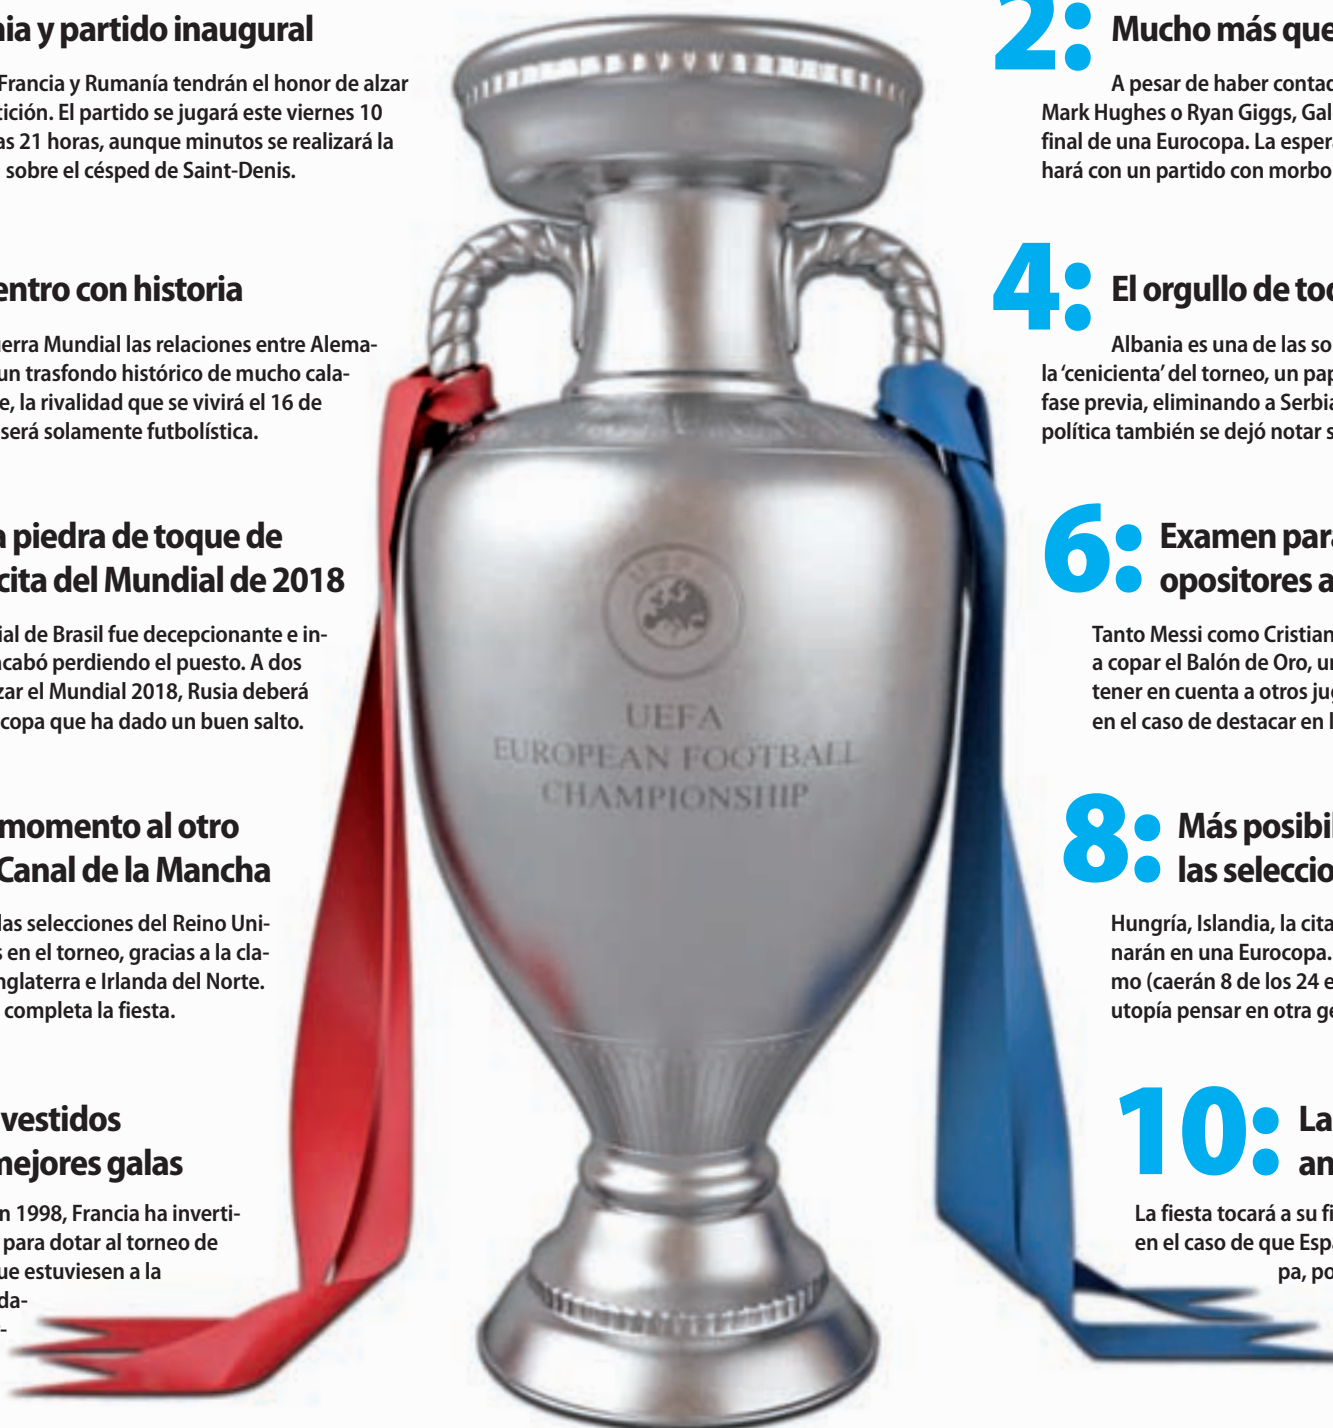 nia y partido inaugural
Francia y Rumanía tendrán el honor de alzar
tición. El partido se jugará este viernes 10
as 21 horas, aunque minutos se realizará la
sobre el césped de Saint-Denis.
entro con historia
uerra Mundial las relaciones entre Alema-
un trasfondo histórico de mucho cala-
e, la rivalidad que se vivirá el 16 de
será solamente futbolística.
a piedra de toque de
cita del Mundial de 2018
ial de Brasil fue decepcionante e in-
acabó perdiendo el puesto. A dos
zar el Mundial 2018, Rusia deberá
copa que ha dado un buen salto.
momento al otro
Canal de la Mancha
las selecciones del Reino Uni-
s en el torneo, gracias a la cla-
nglaterra e Irlanda del Norte.
completa la fiesta.
vestidos
mejores galas
n 1998, Francia ha inverti-
para dotar al torneo de
ue estuviesen a la
da-
UEFA
EUROPEAN FOOTBALL
CHAMPIONSHIP
2: Mucho más que
A pesar de haber contad
Mark Hughes o Ryan Giggs, Gal
final de una Eurocopa. La espera
hará con un partido con morbo
4: El orgullo de tod
Albania es una de las so
la ‘cenicienta’ del torneo, un pap
fase previa, eliminando a Serbia
política también se dejó notar s
6: Examen para
opositores a
Tanto Messi como Cristian
a copar el Balón de Oro, un
tener en cuenta a otros jug
en el caso de destacar en l
8: Más posibil
las seleccio
Hungría, Islandia, la cita
narán en una Eurocopa.
mo (caerán 8 de los 24 e
utopía pensar en otra ge
10: La
an
La fiesta tocará a su fi
en el caso de que Espa
pa, po